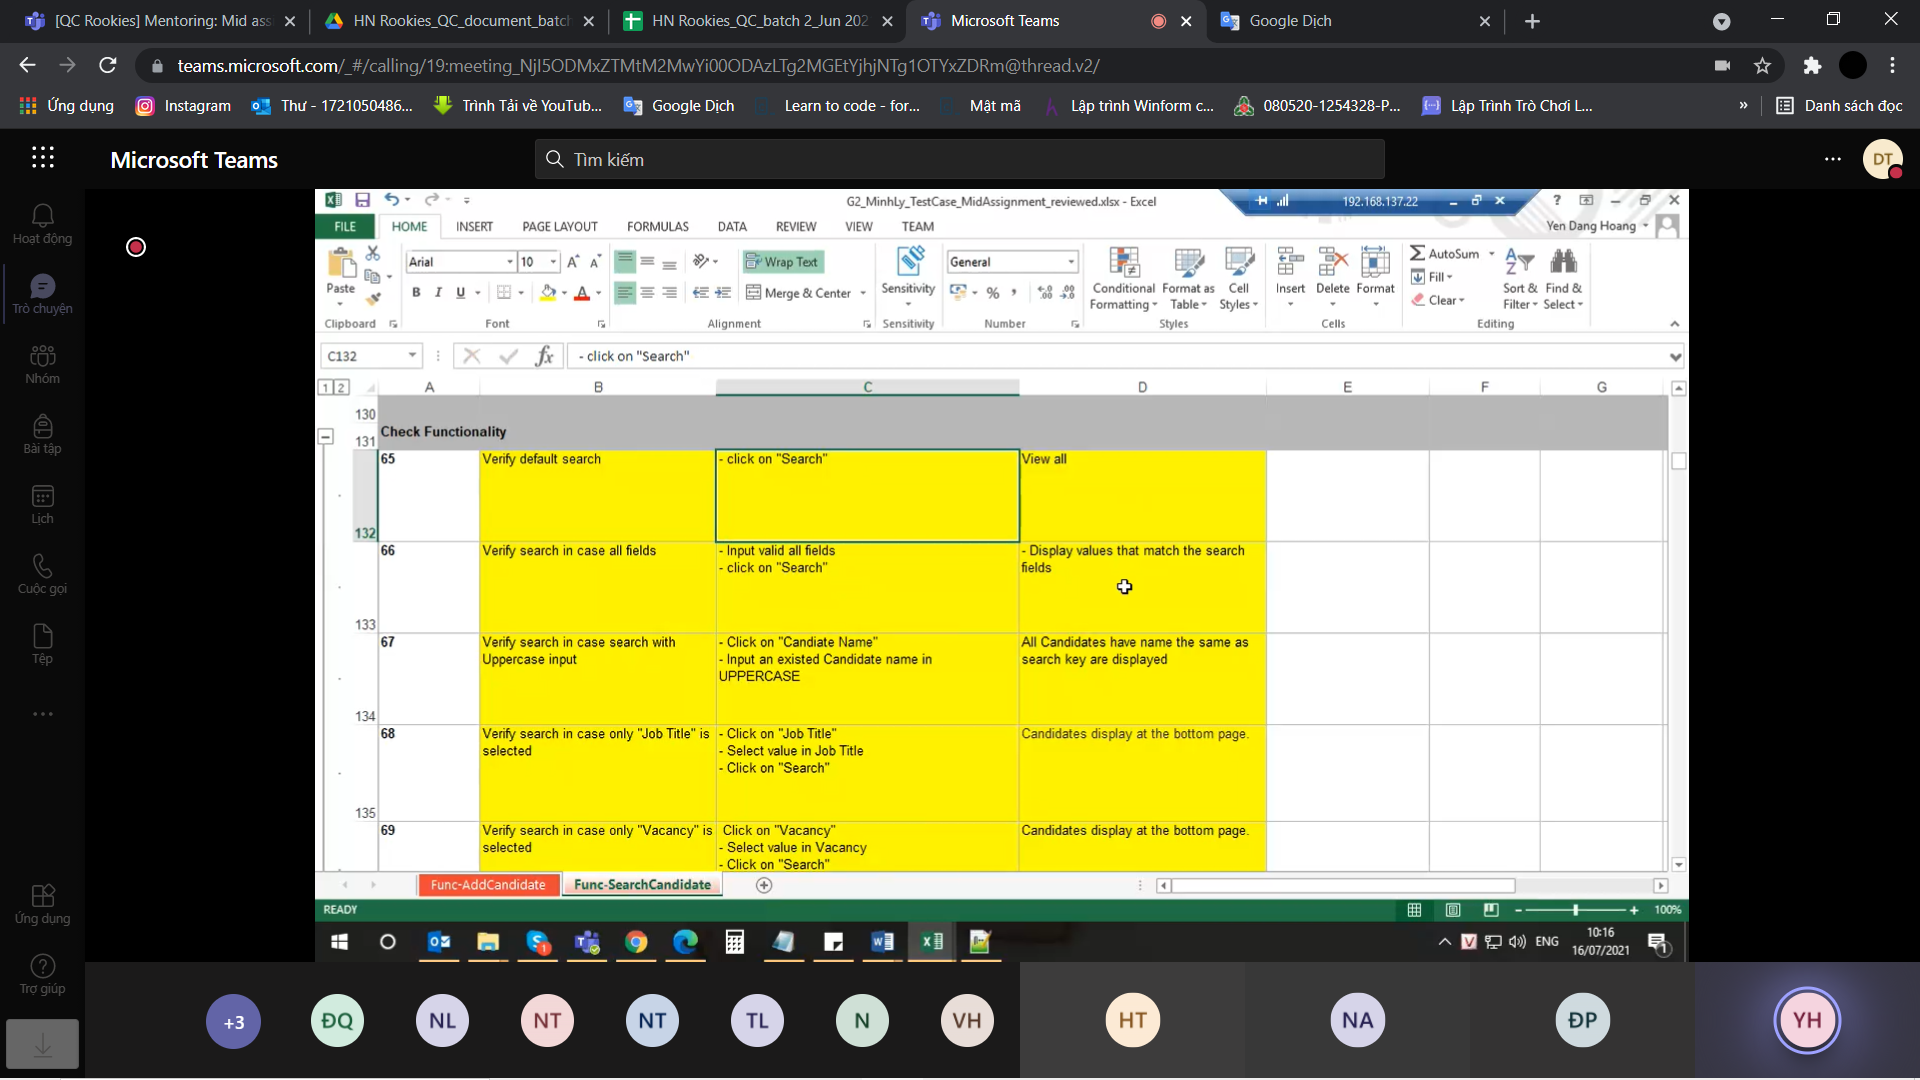 [QC Rookies] Mentoring: Mid ass
HN Rookies_QC_document_batch
HN Rookies_QC_batch 2_Jun 202
Microsoft Teams
Google Dịch
teams.microsoft.com/_#/calling/19:meeting_NjI5ODMxZTMtM2MwYi00ODAzLTg2MGEtYjhjNTg1OTYxZDRm@thread.v2/
Ứng dụng
Instagram
Thư - 1721050486...
Trình Tải về YouTub...
Google Dịch
Learn to code - for...
Mật mã
Lập trình Winform c...
080520-1254328-P...
Lập Trình Trò Chơi L...
»
Danh sách đọc
Microsoft Teams
Tìm kiếm
DT
Hoạt động
Trò chuyện
Nhóm
Bài tập
Lịch
Cuộc gọi
Tệp
Ứng dụng
Trợ giúp
G2_MinhLy_TestCase_MidAssignment_reviewed.xlsx - Excel
192.168.137.22
FILE HOME INSERT PAGE LAYOUT FORMULAS DATA REVIEW VIEW TEAM
Yen Dang Hoang
Paste
Clipboard
Arial 10
B I U
Font
Wrap Text
Merge & Center
Alignment
Sensitivity
Sensitivity
General
%
Number
Conditional Formatting
Format as Table
Cell Styles
Styles
Insert Delete Format
Cells
AutoSum
Fill
Clear
Sort & Filter
Find & Select
Editing
C132
fx
- click on "Search"
1 2
A B C D E F G
130
131 Check Functionality
65
Verify default search
- click on "Search"
View all
132
66
Verify search in case all fields
- Input valid all fields
- click on "Search"
- Display values that match the search
fields
133
67
Verify search in case search with
Uppercase input
- Click on "Candiate Name"
- Input an existed Candidate name in
UPPERCASE
All Candidates have name the same as
search key are displayed
134
68
Verify search in case only "Job Title" is
selected
- Click on "Job Title"
- Select value in Job Title
- Click on "Search"
Candidates display at the bottom page.
135
69
Verify search in case only "Vacancy" is
selected
Click on "Vacancy"
- Select value in Vacancy
- Click on "Search"
Candidates display at the bottom page.
Func-AddCandidate
Func-SearchCandidate
READY
100%
ENG
10:16
16/07/2021
+3
ĐQ
NL
NT
NT
TL
N
VH
HT
NA
ĐP
YH